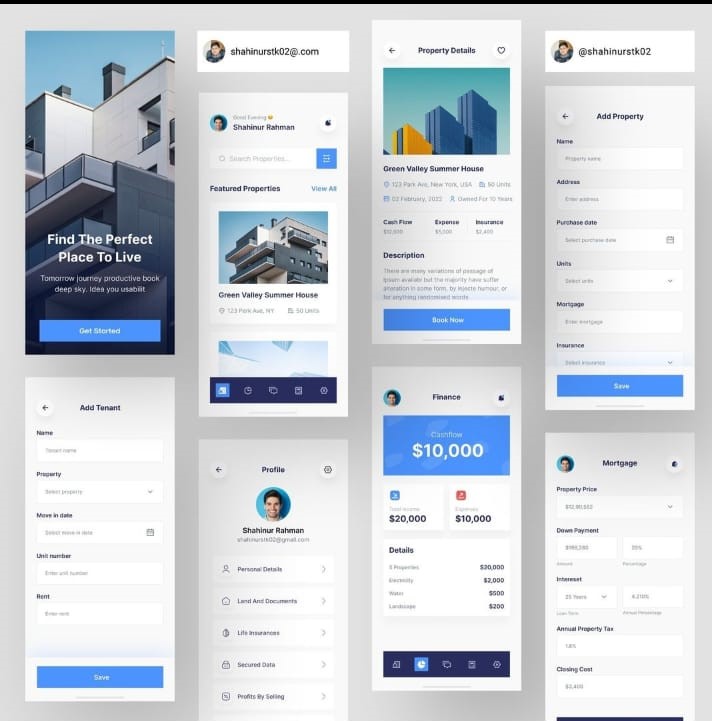 Find The Perfect
Place To Live
Tomorrow journey productive book
deep sky. Idea you usabilit
Get Started
Add Tenant
Name
Tenant name
Property
Select property
Move in date
Select move in date
Unit number
Enter unit number
Rent
Enter rent
Save
shahinurstk02@.com
Good Evening
Shahinur Rahman
Search Properties...
Featured Properties
View All
Green Valley Summer House
123 Park Ave, NY
50 Units
Profile
Shahinur Rahman
shahinurstk02@gmail.com
Personal Details
Land And Documents
Life Insurances
Secured Data
Profits By Selling
Property Details
Green Valley Summer House
123 Park Ave, New York, USA
50 Units
02 February, 2022
Owned For 10 Years
Cash Flow
Expense
Insurance
$10,000
$5,000
$2,400
Description
There are many variations of passage of
Ipsum availate but the majority have suffer
alteration in some form, by injecte humour, or
for anything randomised words
Book Now
Finance
Cashflow
$10,000
Total Income
$20,000
Expenses
$10,000
Details
5 Properties
$20,000
Electricity
$2,000
Water
$500
Landscape
$200
@shahinurstk02
Add Property
Name
Property name
Address
Enter address
Purchase date
Select purchase date
Units
Select units
Mortgage
Enter mortgage
Insurance
Select insurance
Save
Mortgage
Property Price
$12,90,552
Down Payment
Amount
Percentage
Intereset
25 Years
4.210%
Loan Term
Annual Percentage
Annual Property Tax
1.8%
Closing Cost
$2,400